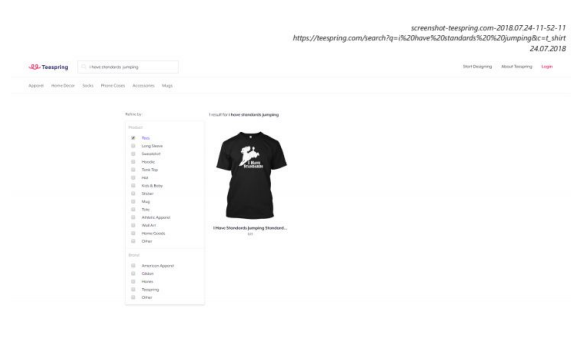 screenshot-teespring-com-2018.07.24-11-52-11
https://teespring.com/search?q=i%20have%20standards%20%20jumping&c=t_shirt
24.07.2018
Teespring
i have standards jumping
Start Designing About Teespring Login
Apparel Home Decor Socks Phone Cases Accessories Mugs
Refine by:
1 result for i have standards jumping
Product
Tees
Long Sleeve
Sweatshirt
Hoodie
Tank Top
Hat
Kids & Baby
Sticker
Mug
Tote
Athletic Apparel
Wall Art
Home Goods
Other
I Have
Standards
I Have Standards Jumping Standard...
Brand
American Apparel
Gildan
Hanes
Teespring
Other